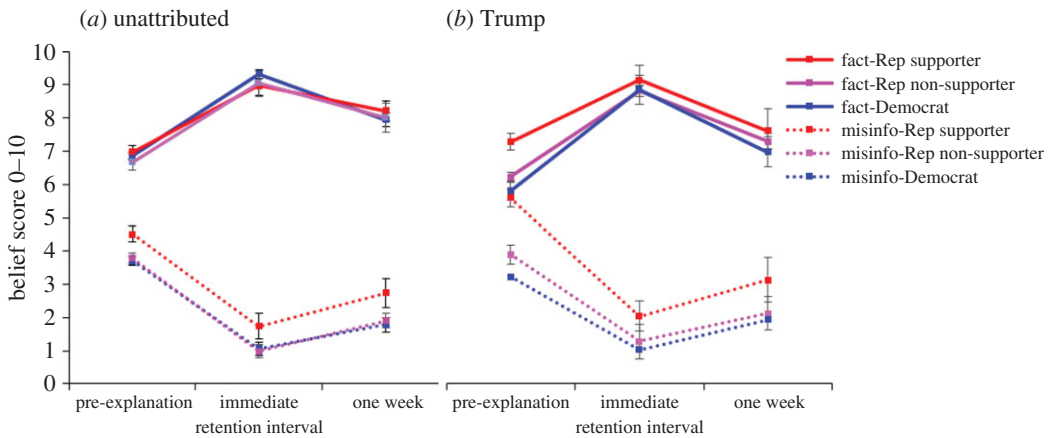 (a) unattributed
(b) Trump
belief score 0–10
10
9
8
7
6
5
4
3
2
1
0
pre-explanation immediate one week
retention interval
pre-explanation immediate one week
retention interval
fact-Rep supporter
fact-Rep non-supporter
fact-Democrat
misinfo-Rep supporter
misinfo-Rep non-supporter
misinfo-Democrat